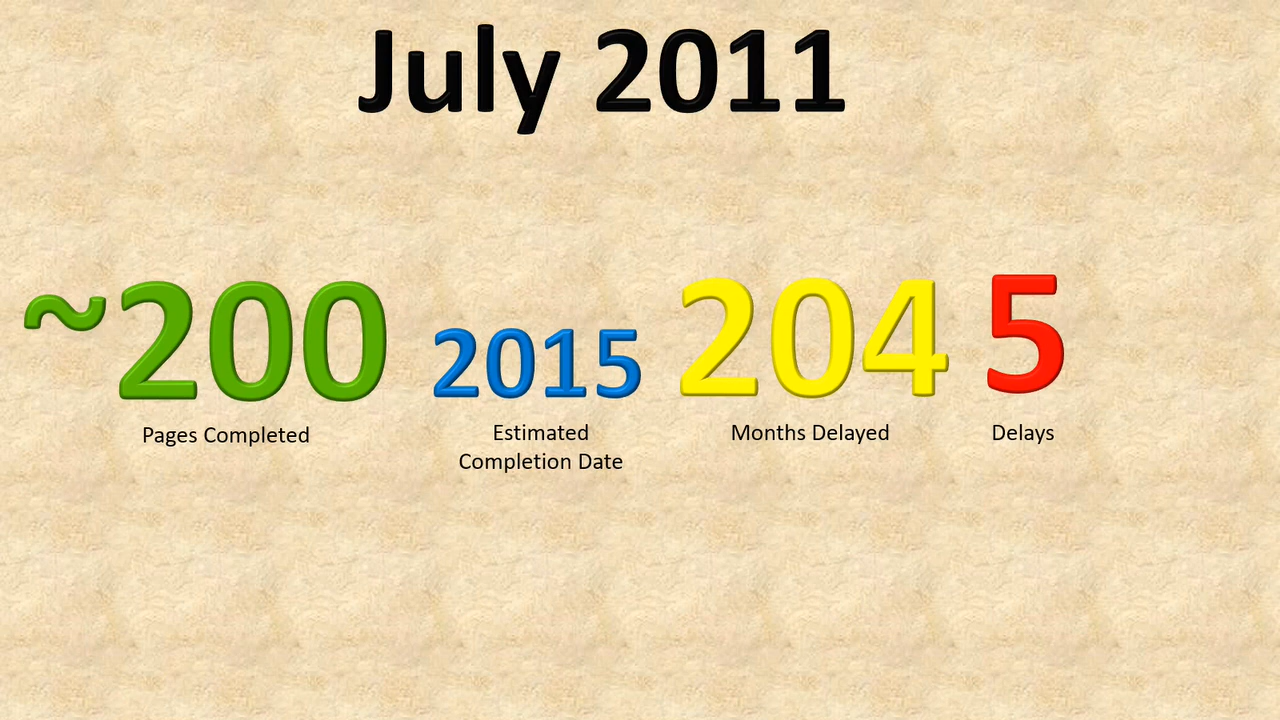 July 2011
~200
Pages Completed
2015
Estimated
Completion Date
204
Months Delayed
5
Delays